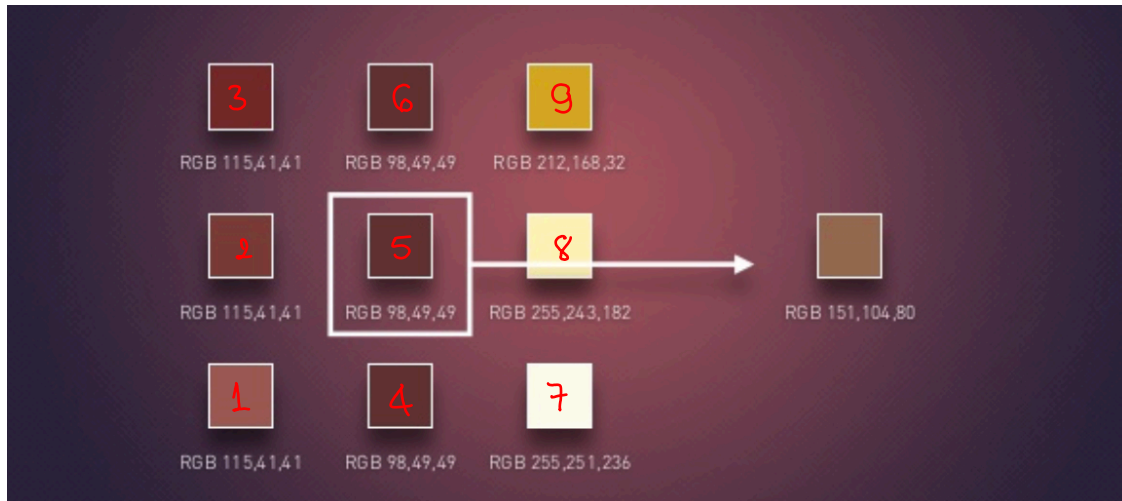 3 6 9
RGB 115,41,41 RGB 98,49,49 RGB 212,168,32
2 5 8
RGB 115,41,41 RGB 98,49,49 RGB 255,243,182 RGB 151,104,80
1 4 7
RGB 115,41,41 RGB 98,49,49 RGB 255,251,236